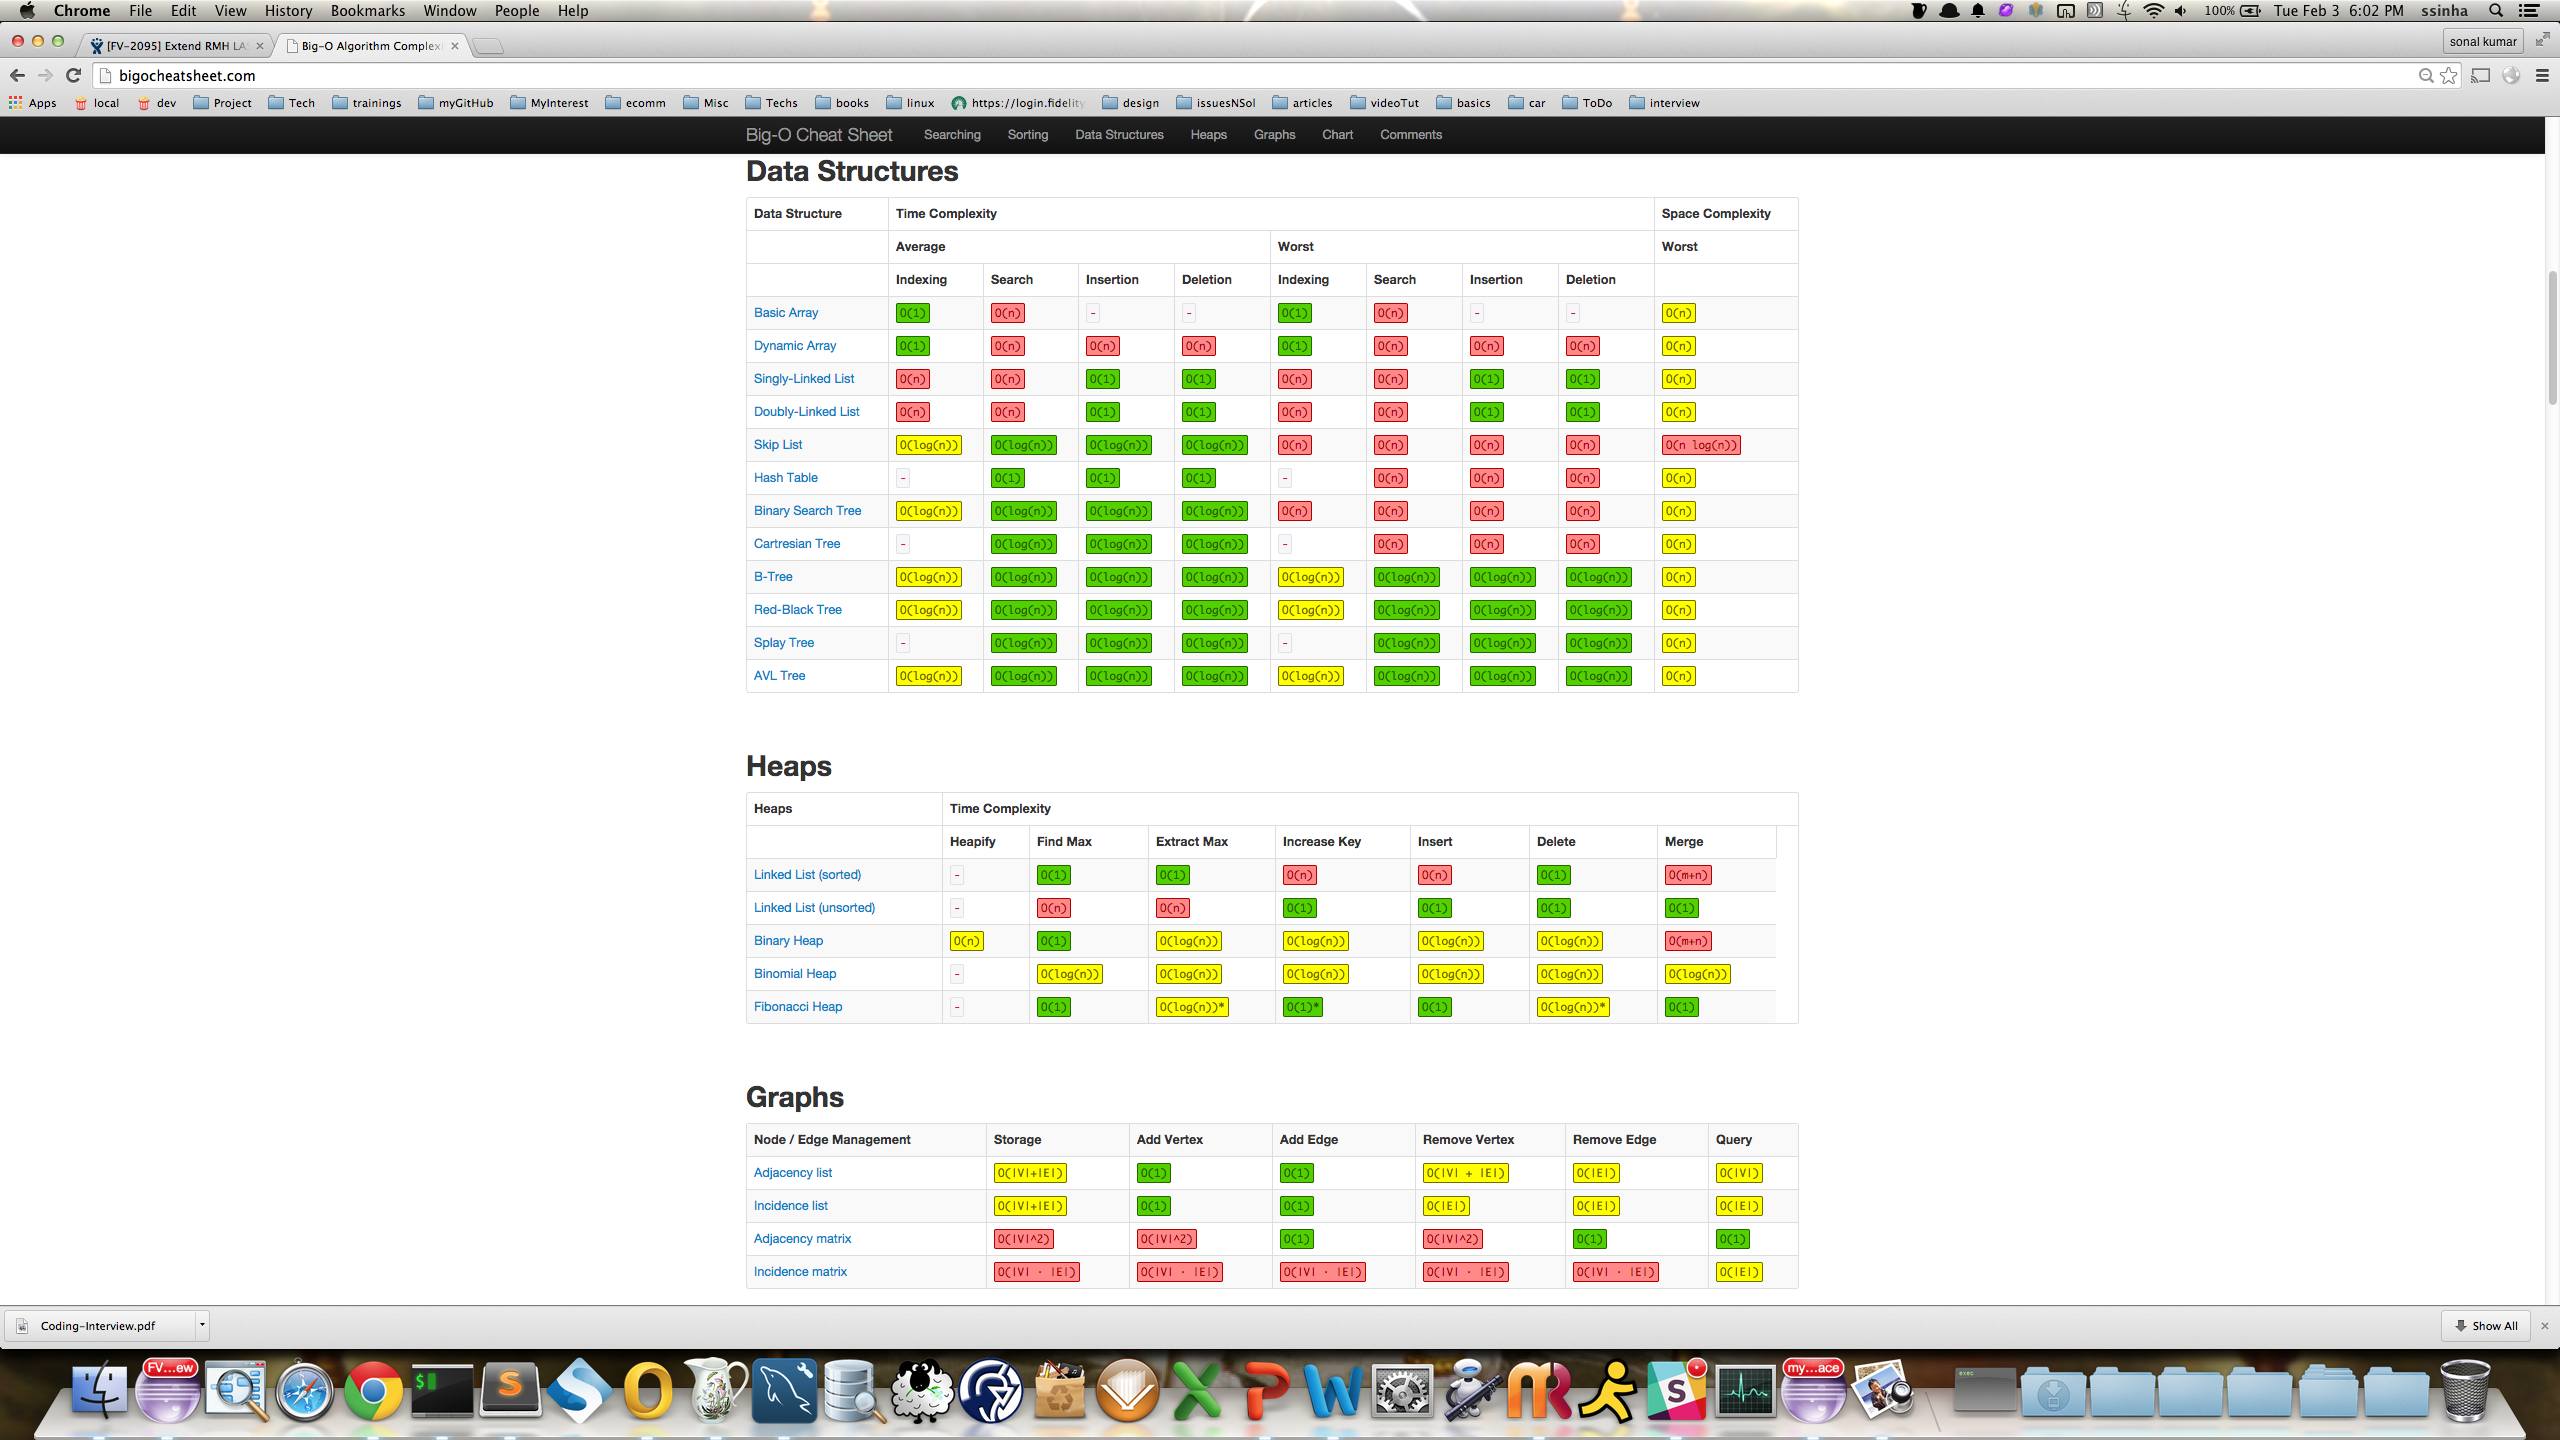 Chrome File Edit View History Bookmarks Window People Help 100% Tue Feb 3 6:02 PM ssinha
[FV-2095] Extend RMH LA Big-O Algorithm Complex sonal kumar
bigocheatsheet.com
Apps local dev Project Tech trainings myGitHub MyInterest ecomm Misc Techs books linux https://login.fidelity design issuesNSol articles videoTut basics car ToDo interview
Big-O Cheat Sheet Searching Sorting Data Structures Heaps Graphs Chart Comments
Data Structures
Data Structure Time Complexity Space Complexity
Average Worst Worst
Indexing Search Insertion Deletion Indexing Search Insertion Deletion
Basic Array O(1) O(n) - - O(1) O(n) - - O(n)
Dynamic Array O(1) O(n) O(n) O(n) O(1) O(n) O(n) O(n) O(n)
Singly-Linked List O(n) O(n) O(1) O(1) O(n) O(n) O(1) O(1) O(n)
Doubly-Linked List O(n) O(n) O(1) O(1) O(n) O(n) O(1) O(1) O(n)
Skip List O(log(n)) O(log(n)) O(log(n)) O(log(n)) O(n) O(n) O(n) O(n) O(n log(n))
Hash Table - O(1) O(1) O(1) - O(n) O(n) O(n) O(n)
Binary Search Tree O(log(n)) O(log(n)) O(log(n)) O(log(n)) O(n) O(n) O(n) O(n) O(n)
Cartresian Tree - O(log(n)) O(log(n)) O(log(n)) - O(n) O(n) O(n) O(n)
B-Tree O(log(n)) O(log(n)) O(log(n)) O(log(n)) O(log(n)) O(log(n)) O(log(n)) O(log(n)) O(n)
Red-Black Tree O(log(n)) O(log(n)) O(log(n)) O(log(n)) O(log(n)) O(log(n)) O(log(n)) O(log(n)) O(n)
Splay Tree - O(log(n)) O(log(n)) O(log(n)) - O(log(n)) O(log(n)) O(log(n)) O(n)
AVL Tree O(log(n)) O(log(n)) O(log(n)) O(log(n)) O(log(n)) O(log(n)) O(log(n)) O(log(n)) O(n)
Heaps
Heaps Time Complexity
Heapify Find Max Extract Max Increase Key Insert Delete Merge
Linked List (sorted) - O(1) O(1) O(n) O(n) O(1) O(m+n)
Linked List (unsorted) - O(n) O(n) O(1) O(1) O(1) O(1)
Binary Heap O(n) O(1) O(log(n)) O(log(n)) O(log(n)) O(log(n)) O(m+n)
Binomial Heap - O(log(n)) O(log(n)) O(log(n)) O(log(n)) O(log(n)) O(log(n))
Fibonacci Heap - O(1) O(log(n))* O(1)* O(1) O(log(n))* O(1)
Graphs
Node / Edge Management Storage Add Vertex Add Edge Remove Vertex Remove Edge Query
Adjacency list O(|V|+|E|) O(1) O(1) O(|V| + |E|) O(|E|) O(|V|)
Incidence list O(|V|+|E|) O(1) O(1) O(|E|) O(|E|) O(|E|)
Adjacency matrix O(|V|^2) O(|V|^2) O(1) O(|V|^2) O(1) O(1)
Incidence matrix O(|V| · |E|) O(|V| · |E|) O(|V| · |E|) O(|V| · |E|) O(|V| · |E|) O(|E|)
Coding-Interview.pdf Show All
FV...ew my...ace exec